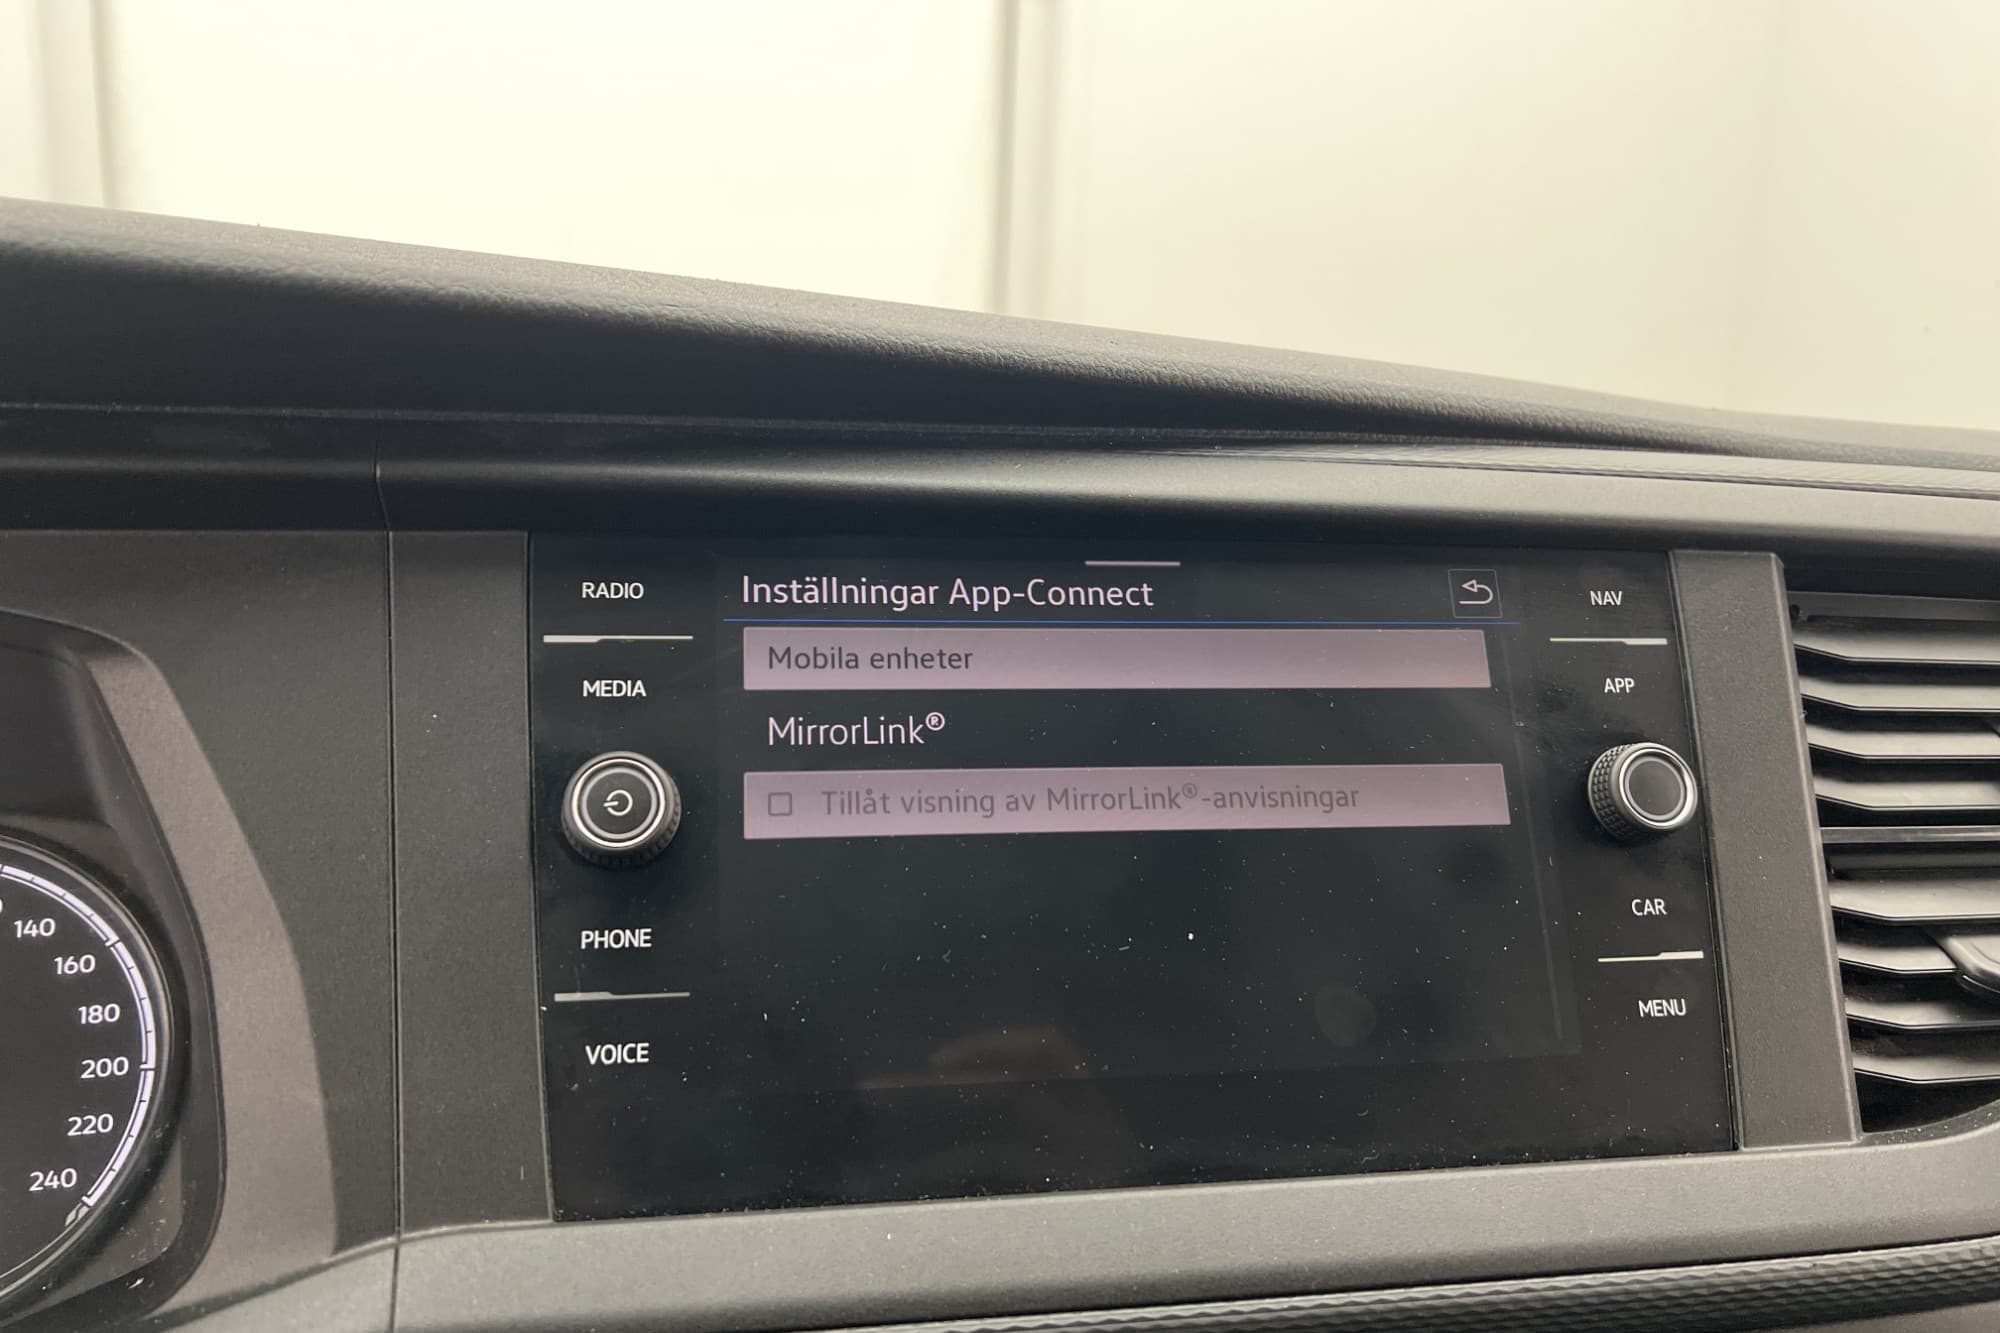 RADIO
MEDIA
PHONE
VOICE
Inställningar App-Connect
Mobila enheter
MirrorLink®
Tillåt visning av MirrorLink®-anvisningar
NAV
APP
CAR
MENU
140
160
180
200
220
240